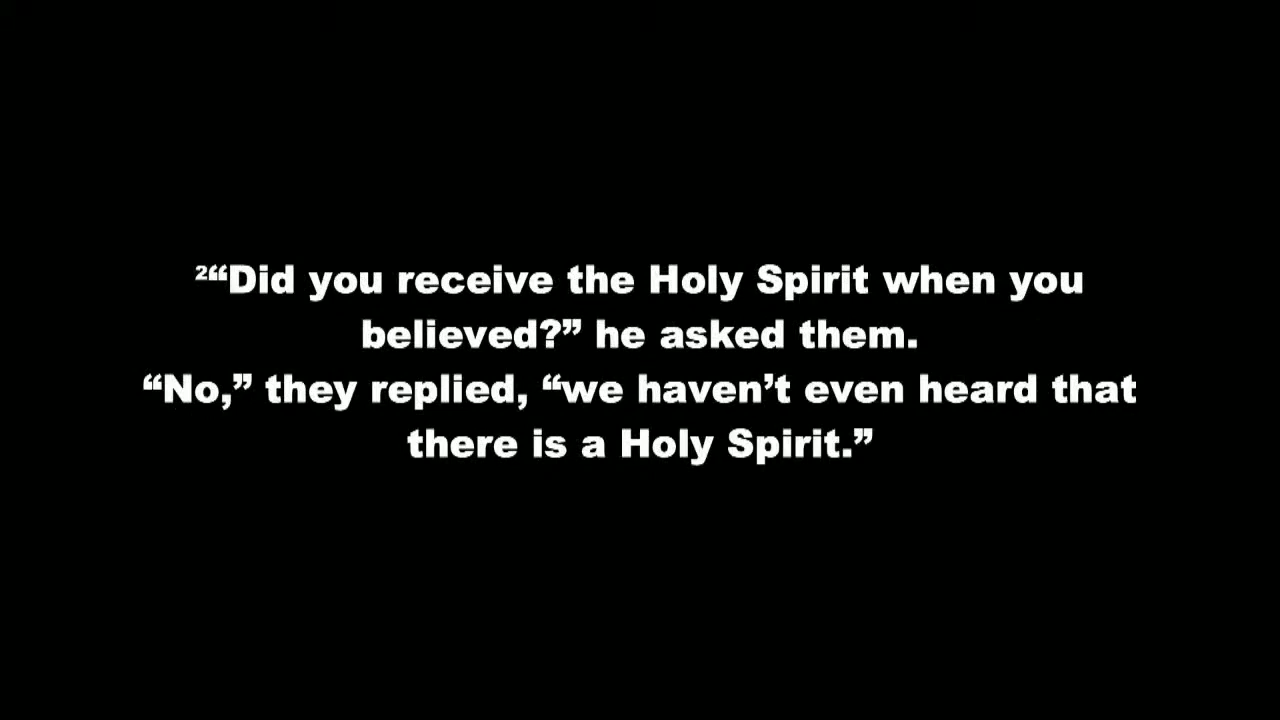 ²“Did you receive the Holy Spirit when you
believed?” he asked them.
“No,” they replied, “we haven’t even heard that
there is a Holy Spirit.”